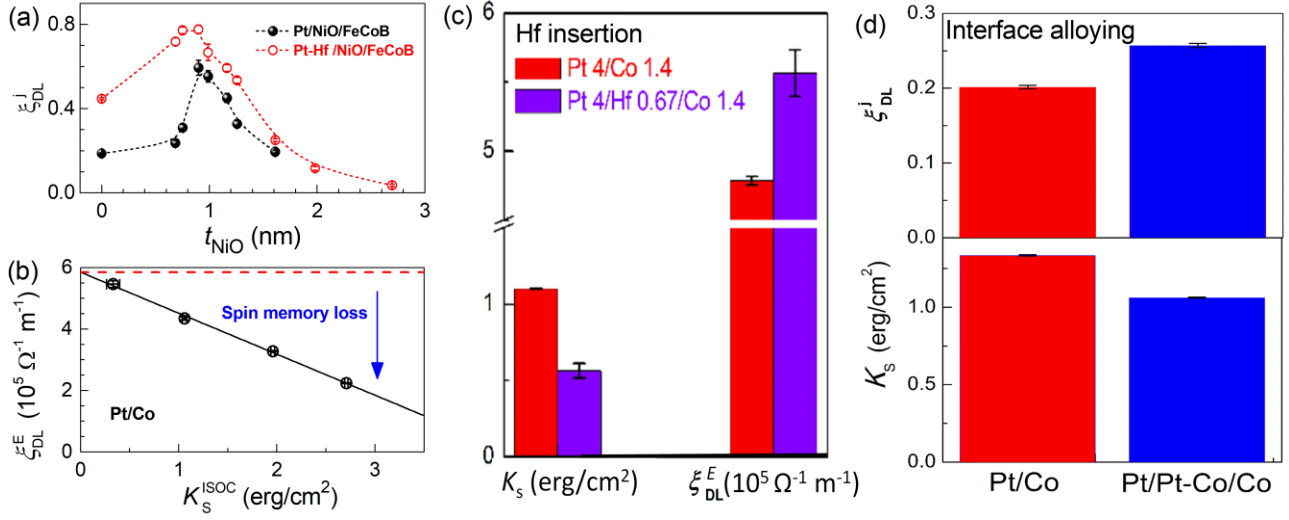 (a)
0.8
0.4
0.0
ξ^j_DL
Pt/NiO/FeCoB
Pt-Hf /NiO/FeCoB
0 1 2 3
t_NiO (nm)
(b)
6
4
2
0
ξ^E_DL (10^5 Ω^-1 m^-1)
Spin memory loss
Pt/Co
0 1 2 3
K_S^ISOC (erg/cm^2)
(c)
6
5
1
0
Hf insertion
Pt 4/Co 1.4
Pt 4/Hf 0.67/Co 1.4
K_s (erg/cm^2) ξ^E_DL (10^5 Ω^-1 m^-1)
(d)
Interface alloying
0.3
0.2
0.1
0.0
ξ^j_DL
1.0
0.5
0.0
K_s (erg/cm^2)
Pt/Co Pt/Pt-Co/Co